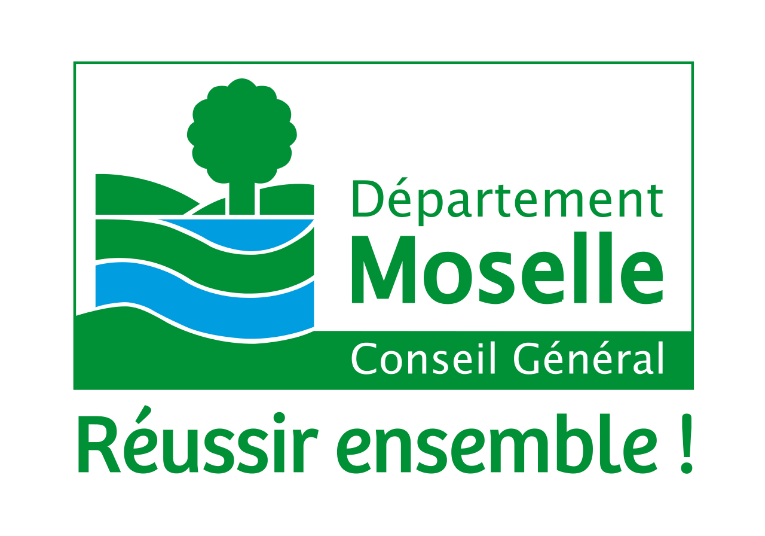 Département
Moselle
Conseil Général
Réussir ensemble !